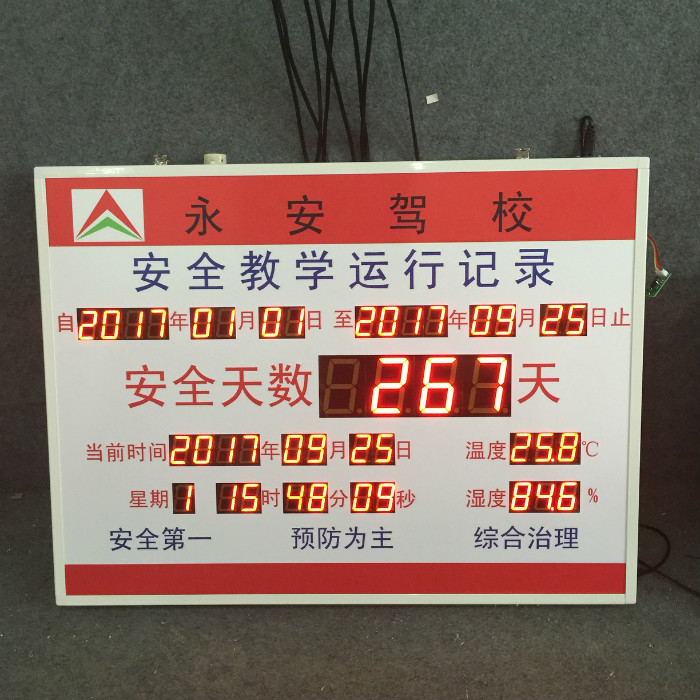 永安驾校
安全教学运行记录
自2017年01月01日 至2017年09月25日止
安全天数 267天
当前时间2017年09月25日 温度25.8℃
星期1 15时48分09秒 湿度84.6%
安全第一 预防为主 综合治理